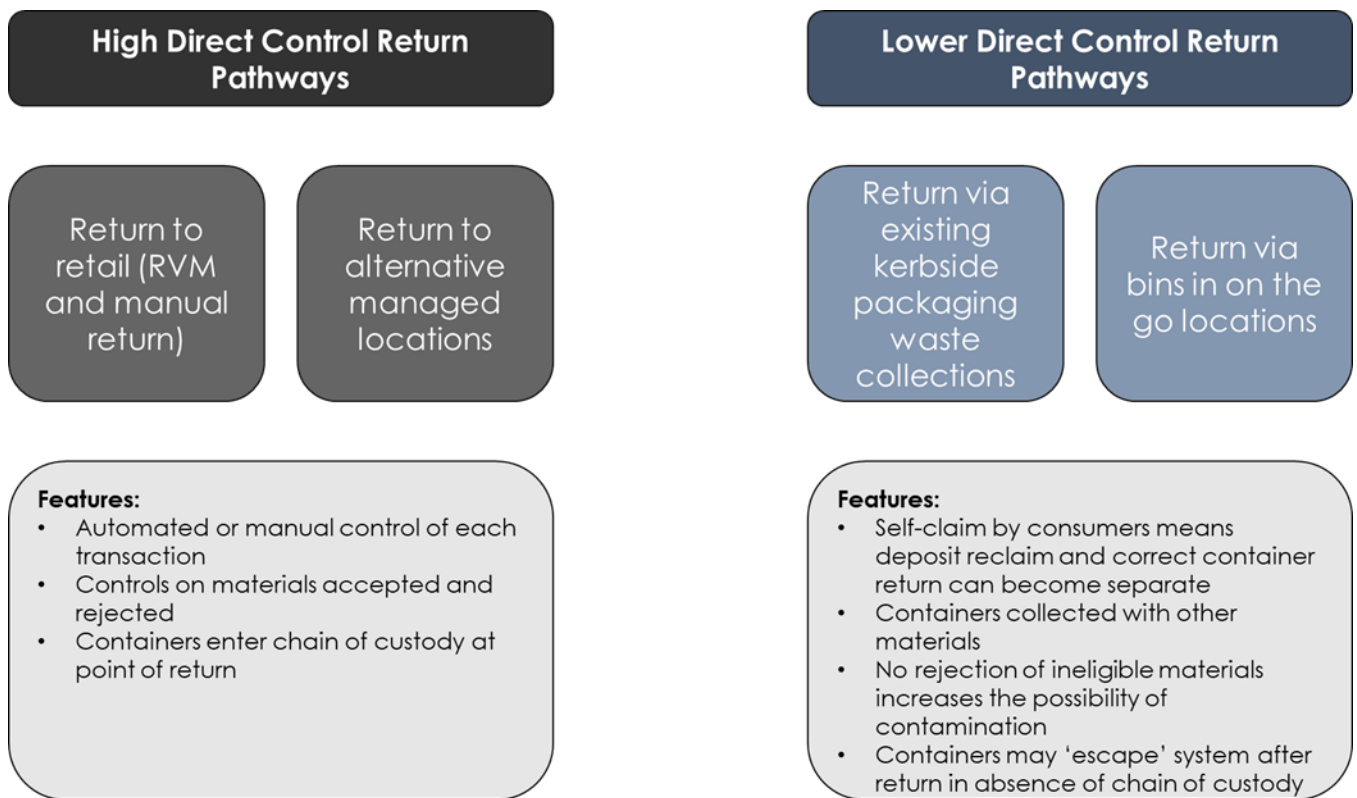 High Direct Control Return
Pathways
Lower Direct Control Return
Pathways
Return to
retail (RVM
and manual
return)
Return to
alternative
managed
locations
Return via
existing
kerbside
packaging
waste
collections
Return via
bins in on the
go locations
Features:
• Automated or manual control of each
transaction
• Controls on materials accepted and
rejected
• Containers enter chain of custody at
point of return
Features:
• Self-claim by consumers means
deposit reclaim and correct container
return can become separate
• Containers collected with other
materials
• No rejection of ineligible materials
increases the possibility of
contamination
• Containers may ‘escape’ system after
return in absence of chain of custody